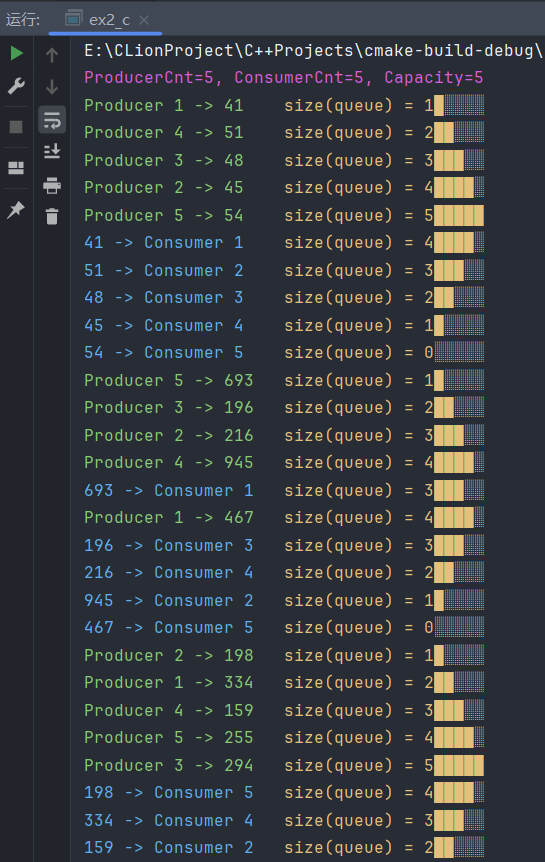 运行: ex2_c
E:\CLionProject\C++Projects\cmake-build-debug\
ProducerCnt=5, ConsumerCnt=5, Capacity=5
Producer 1 -> 41 size(queue) = 1
Producer 4 -> 51 size(queue) = 2
Producer 3 -> 48 size(queue) = 3
Producer 2 -> 45 size(queue) = 4
Producer 5 -> 54 size(queue) = 5
41 -> Consumer 1 size(queue) = 4
51 -> Consumer 2 size(queue) = 3
48 -> Consumer 3 size(queue) = 2
45 -> Consumer 4 size(queue) = 1
54 -> Consumer 5 size(queue) = 0
Producer 5 -> 693 size(queue) = 1
Producer 3 -> 196 size(queue) = 2
Producer 2 -> 216 size(queue) = 3
Producer 4 -> 945 size(queue) = 4
693 -> Consumer 1 size(queue) = 3
Producer 1 -> 467 size(queue) = 4
196 -> Consumer 3 size(queue) = 3
216 -> Consumer 4 size(queue) = 2
945 -> Consumer 2 size(queue) = 1
467 -> Consumer 5 size(queue) = 0
Producer 2 -> 198 size(queue) = 1
Producer 1 -> 334 size(queue) = 2
Producer 4 -> 159 size(queue) = 3
Producer 5 -> 255 size(queue) = 4
Producer 3 -> 294 size(queue) = 5
198 -> Consumer 5 size(queue) = 4
334 -> Consumer 4 size(queue) = 3
159 -> Consumer 2 size(queue) = 2